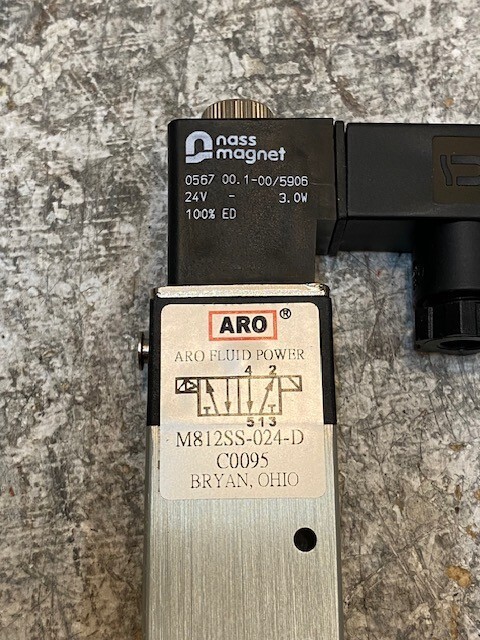 nass
magnet
0567 00.1-00/5906
24V - 3.0W
100% ED
ARO ®
ARO FLUID POWER
4 2
5 1 3
M812SS-024-D
C0095
BRYAN, OHIO